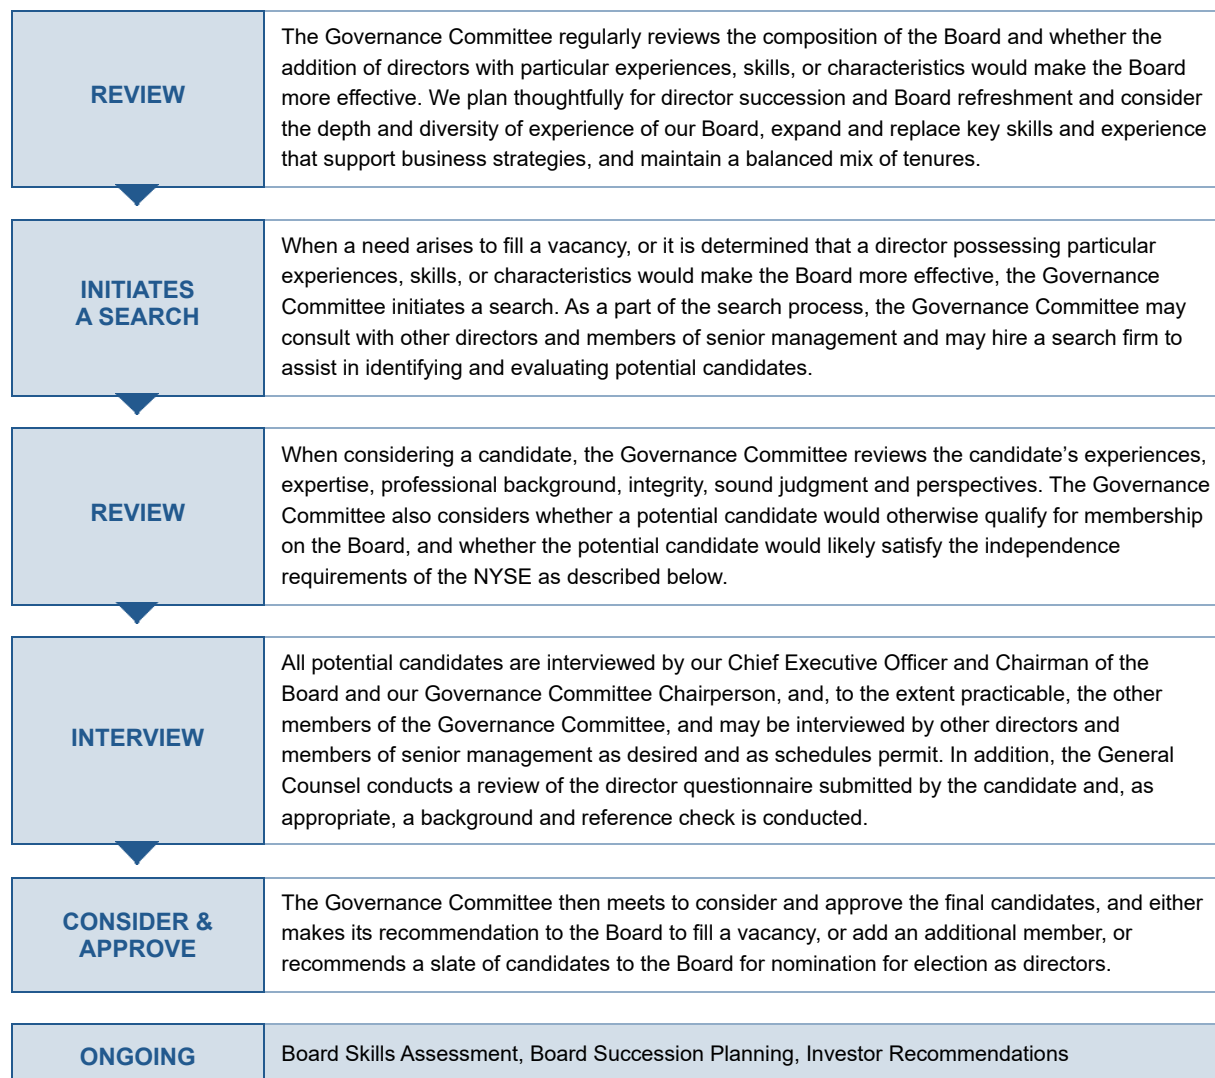 REVIEW
The Governance Committee regularly reviews the composition of the Board and whether the
addition of directors with particular experiences, skills, or characteristics would make the Board
more effective. We plan thoughtfully for director succession and Board refreshment and consider
the depth and diversity of experience of our Board, expand and replace key skills and experience
that support business strategies, and maintain a balanced mix of tenures.
INITIATES
A SEARCH
When a need arises to fill a vacancy, or it is determined that a director possessing particular
experiences, skills, or characteristics would make the Board more effective, the Governance
Committee initiates a search. As a part of the search process, the Governance Committee may
consult with other directors and members of senior management and may hire a search firm to
assist in identifying and evaluating potential candidates.
REVIEW
When considering a candidate, the Governance Committee reviews the candidate’s experiences,
expertise, professional background, integrity, sound judgment and perspectives. The Governance
Committee also considers whether a potential candidate would otherwise qualify for membership
on the Board, and whether the potential candidate would likely satisfy the independence
requirements of the NYSE as described below.
INTERVIEW
All potential candidates are interviewed by our Chief Executive Officer and Chairman of the
Board and our Governance Committee Chairperson, and, to the extent practicable, the other
members of the Governance Committee, and may be interviewed by other directors and
members of senior management as desired and as schedules permit. In addition, the General
Counsel conducts a review of the director questionnaire submitted by the candidate and, as
appropriate, a background and reference check is conducted.
CONSIDER &
APPROVE
The Governance Committee then meets to consider and approve the final candidates, and either
makes its recommendation to the Board to fill a vacancy, or add an additional member, or
recommends a slate of candidates to the Board for nomination for election as directors.
ONGOING
Board Skills Assessment, Board Succession Planning, Investor Recommendations